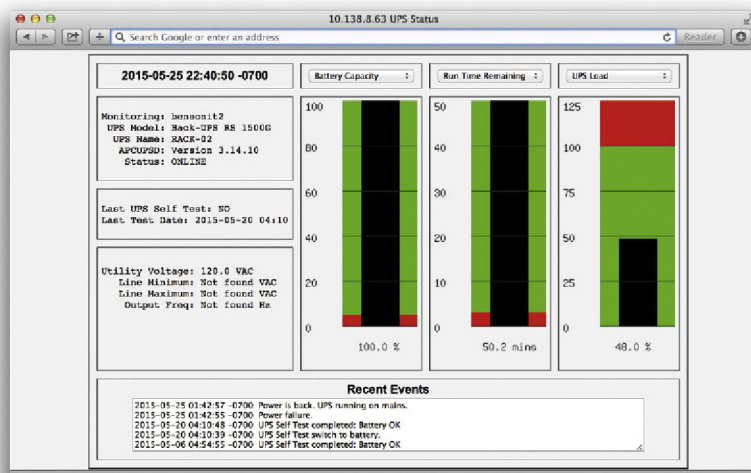 10.138.8.63 UPS Status
Search Google or enter an address
Reader
2015-05-25 22:40:50 -0700
Battery Capacity
Run Time Remaining
UPS Load
Monitoring: bensonit2
UPS Model: Back-UPS RS 1500G
UPS Name: RACK-02
APCUPSD: Version 3.14.10
Status: ONLINE
Last UPS Self Test: NO
Last Test Date: 2015-05-20 04:10
Utility Voltage: 120.0 VAC
Line Minimum: Not found VAC
Line Maximum: Not found VAC
Output Freq: Not found Hz
100
80
60
40
20
0
100.0 %
50
40
30
20
10
0
50.2 mins
125
100
75
50
25
0
48.0 %
Recent Events
2015-05-25 01:42:57 -0700 Power is back. UPS running on mains.
2015-05-25 01:42:55 -0700 Power failure.
2015-05-20 04:10:48 -0700 UPS Self Test completed: Battery OK
2015-05-20 04:10:39 -0700 UPS Self Test switch to battery.
2015-05-06 04:54:55 -0700 UPS Self Test completed: Battery OK